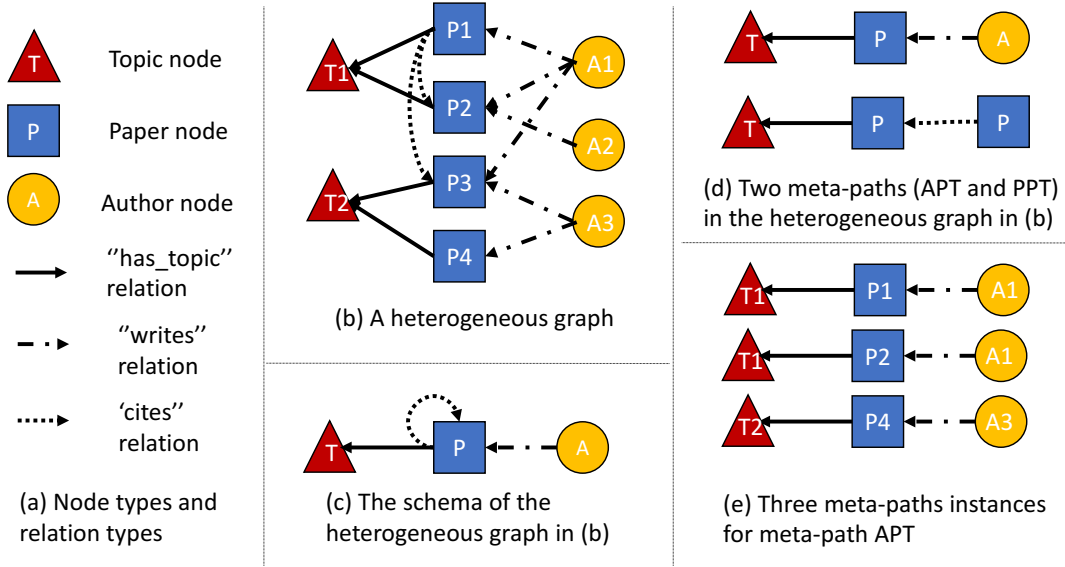 T
Topic node
P
Paper node
A
Author node
‘’has_topic’’
relation
‘’writes’’
relation
‘cites’’
relation
(a) Node types and
relation types
P1
T1
A1
P2
A2
P3
T2
A3
P4
(b) A heterogeneous graph
T
P
A
(c) The schema of the
heterogeneous graph in (b)
T
P
A
T
P
P
(d) Two meta-paths (APT and PPT)
in the heterogeneous graph in (b)
T1
P1
A1
T1
P2
A1
T2
P4
A3
(e) Three meta-paths instances
for meta-path APT